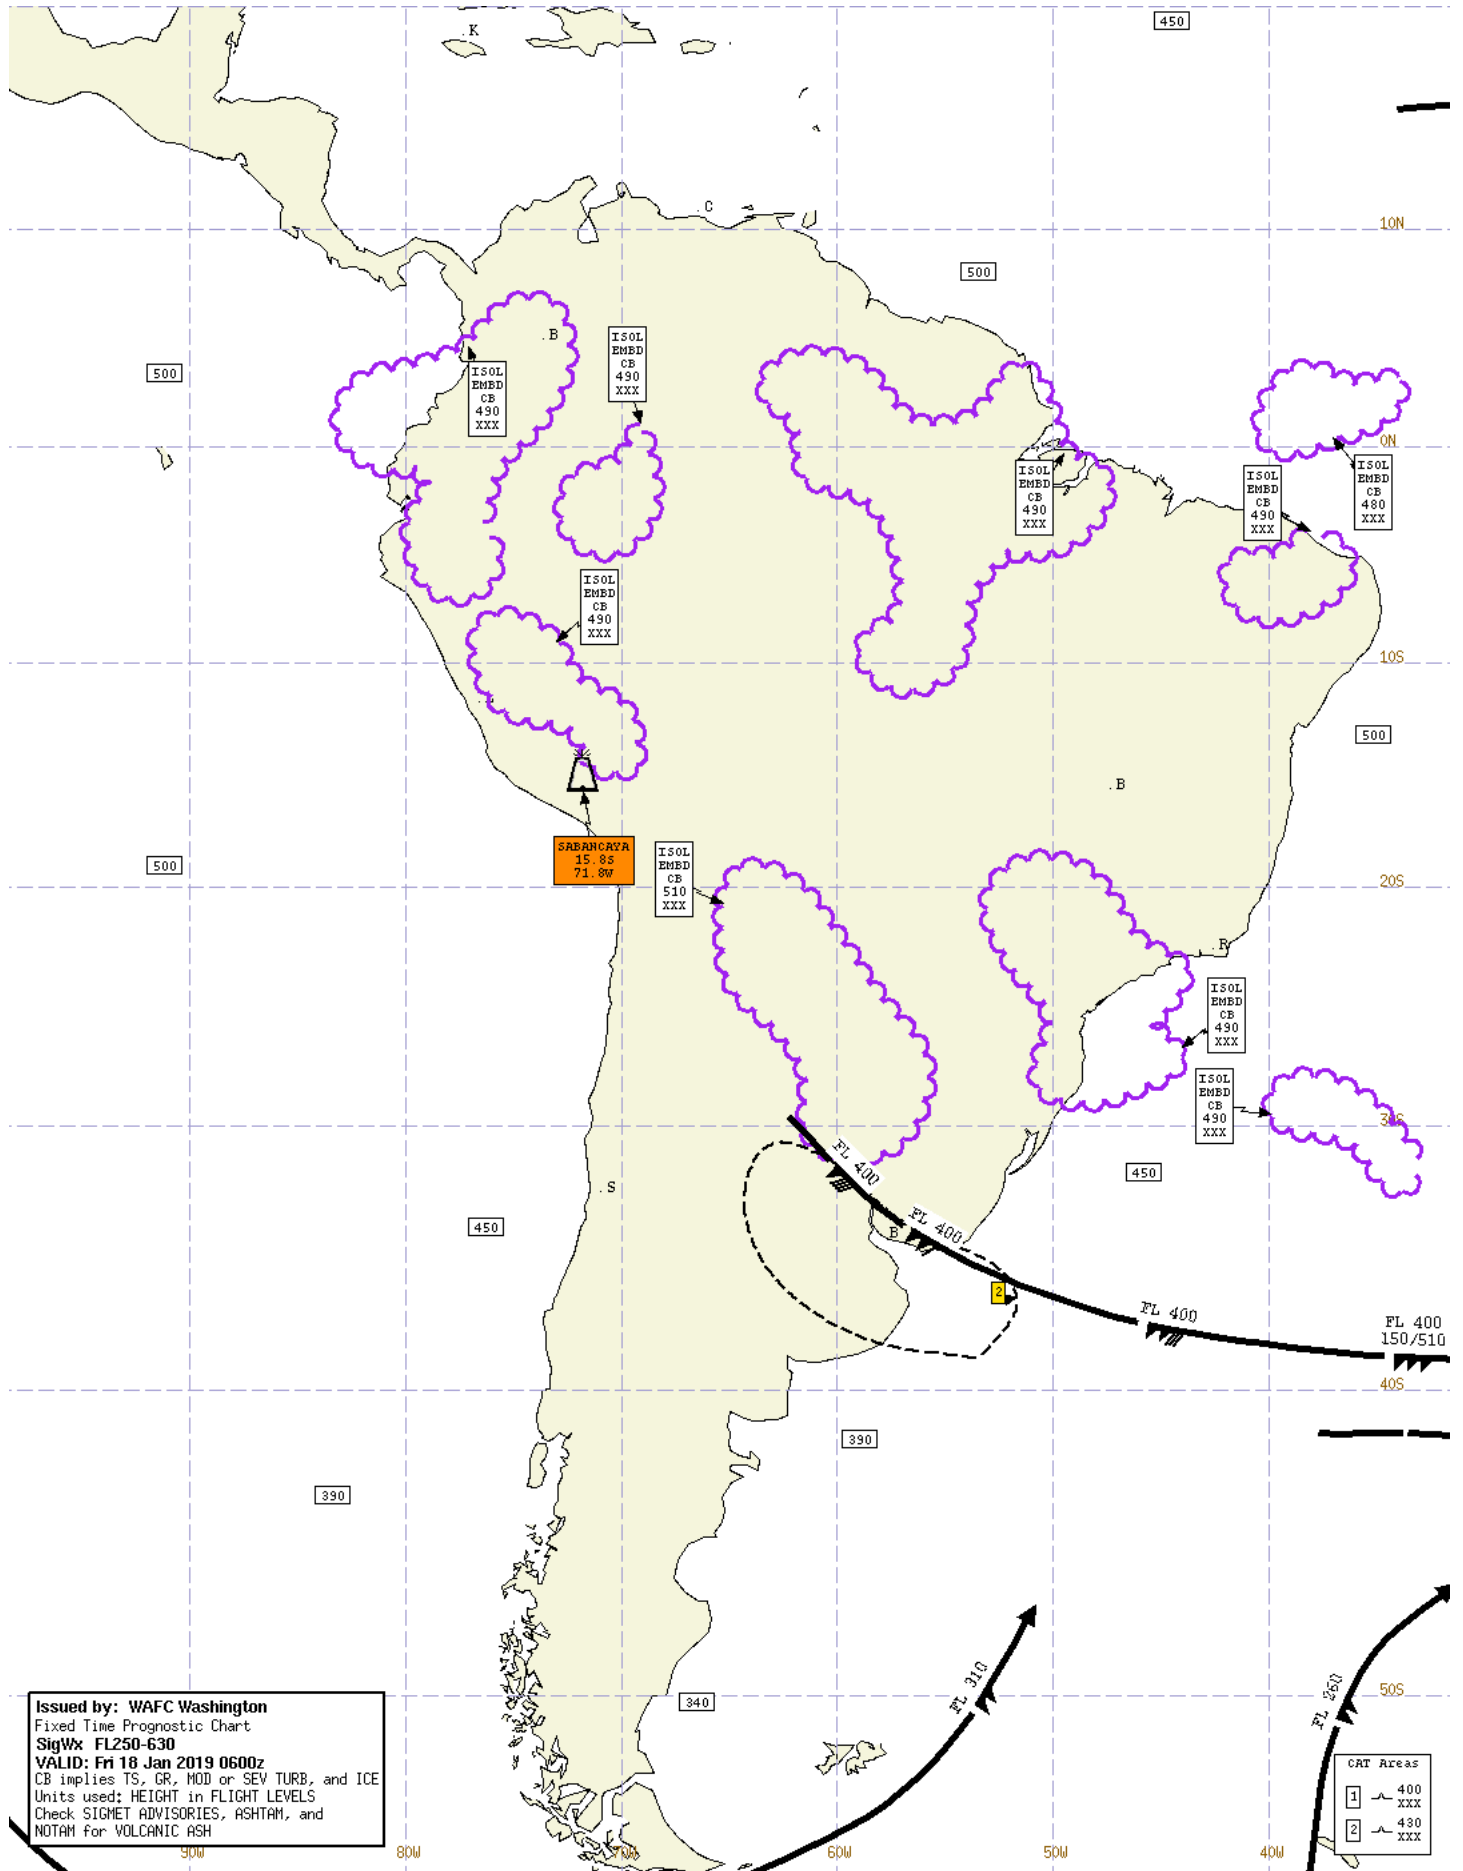 450
.K
.C
10N
500
.B
ISOL
EMBD
CB
490
XXX
ISOL
EMBD
CB
490
XXX
500
0N
ISOL
EMBD
CB
490
XXX
ISOL
EMBD
CB
490
XXX
ISOL
EMBD
CB
480
XXX
ISOL
EMBD
CB
490
XXX
10S
500
.B
SABANCAYA
15.8S
71.8W
ISOL
EMBD
CB
510
XXX
500
20S
.R
ISOL
EMBD
CB
490
XXX
ISOL
EMBD
CB
490
XXX
30S
FL 400
450
.S
450
FL 400
B
2
FL 400
FL 400
150/510
40S
390
390
FL 310
50S
340
FL 260
Issued by: WAFC Washington
Fixed Time Prognostic Chart
SigWx FL250-630
VALID: Fri 18 Jan 2019 0600z
CB implies TS, GR, MOD or SEV TURB, and ICE
Units used: HEIGHT in FLIGHT LEVELS
Check SIGMET ADVISORIES, ASHTAM, and
NOTAM for VOLCANIC ASH
CAT Areas
1 400
XXX
2 430
XXX
90W
80W
70W
60W
50W
40W